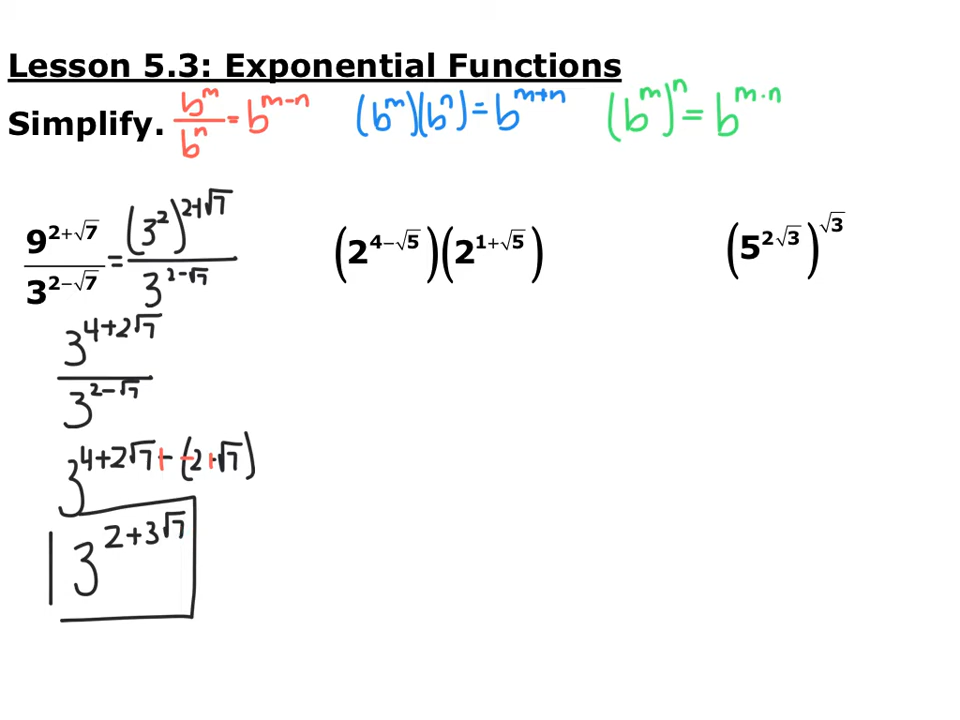 Lesson 5.3: Exponential Functions
Simplify. b^m/b^n = b^(m-n) (b^m)(b^n) = b^(m+n) (b^m)^n = b^(m·n)
9^(2+√7)/3^(2-√7) = (3^2)^(2+√7)/3^(2-√7) (2^(4-√5))(2^(1+√5)) (5^(2√3))^√3
3^(4+2√7)/3^(2-√7)
3^(4+2√7 + (-2+√7))
3^(2+3√7)